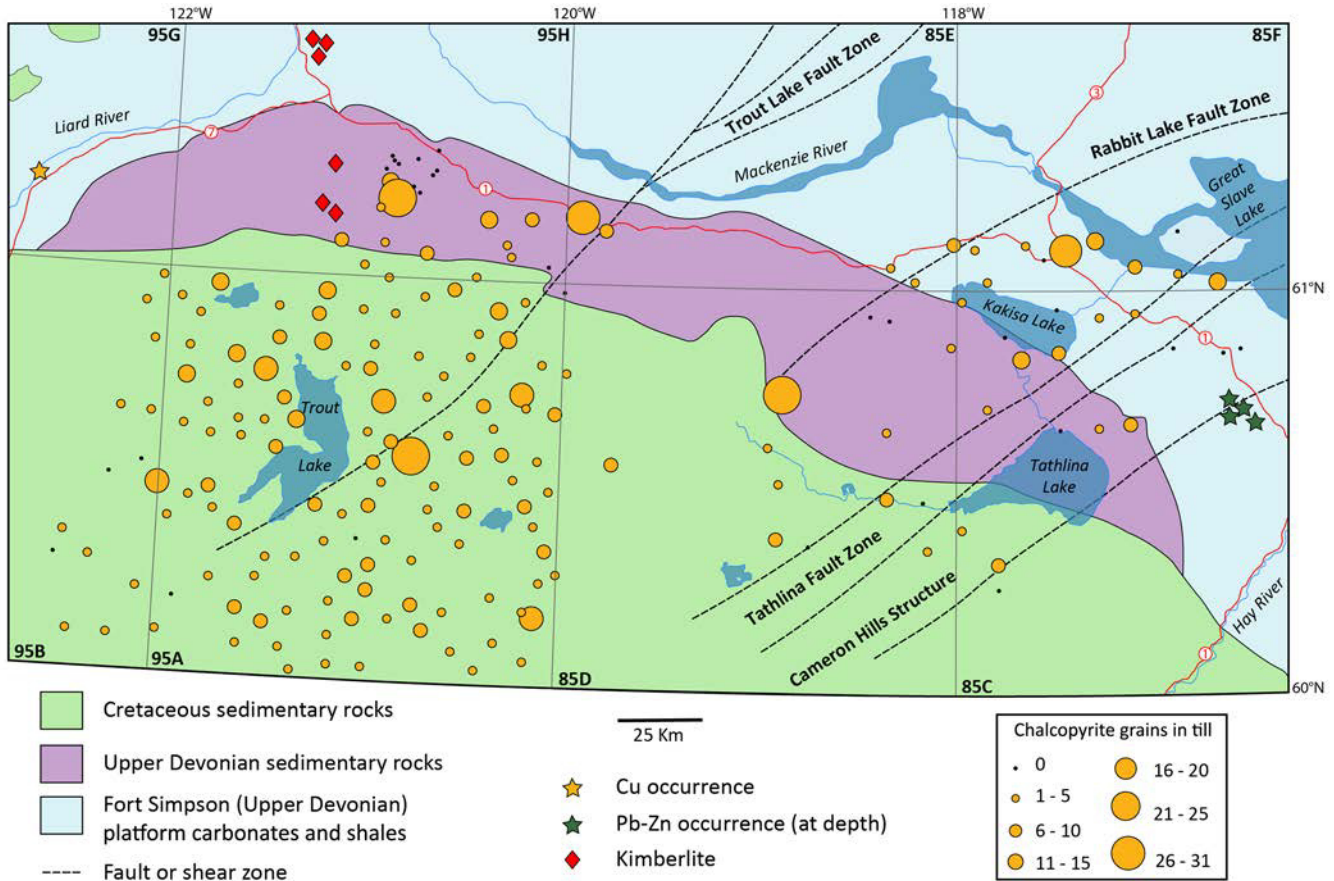 122°W
120°W
118°W
95G
95H
85E
85F
Trout Lake Fault Zone
3
Rabbit Lake Fault Zone
Liard River
7
Mackenzie River
1
Great
Slave
Lake
61°N
Kakisa Lake
1
Trout
Lake
Tathlina
Lake
Tathlina Fault Zone
Cameron Hills Structure
Hay River
1
95B
95A
85D
85C
60°N
Cretaceous sedimentary rocks
Upper Devonian sedimentary rocks
Fort Simpson (Upper Devonian)
platform carbonates and shales
Fault or shear zone
25 Km
Cu occurrence
Pb-Zn occurrence (at depth)
Kimberlite
Chalcopyrite grains in till
0
1 - 5
6 - 10
11 - 15
16 - 20
21 - 25
26 - 31